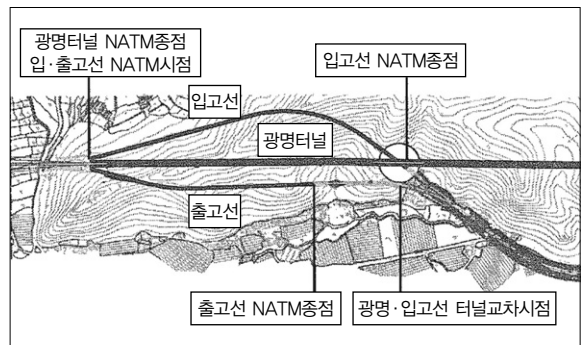 광명터널 NATM종점
입·출고선 NATM시점
입고선 NATM종점
입고선
광명터널
출고선
출고선 NATM종점
광명·입고선 터널교차시점